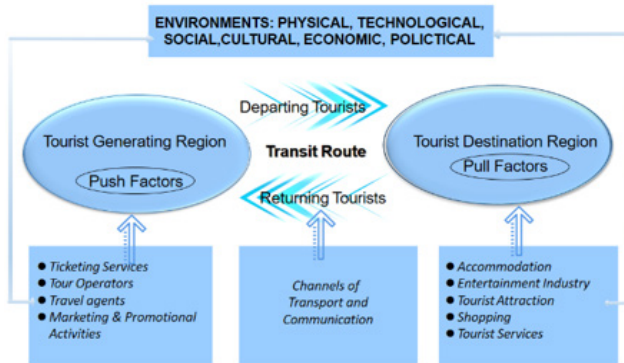 ENVIRONMENTS: PHYSICAL, TECHNOLOGICAL,
SOCIAL,CULTURAL, ECONOMIC, POLICTICAL
Departing Tourists
Tourist Generating Region
Push Factors
Transit Route
Tourist Destination Region
Pull Factors
Returning Tourists
● Ticketing Services
● Tour Operators
● Travel agents
● Marketing & Promotional
Activities
Channels of
Transport and
Communication
● Accommodation
● Entertainment Industry
● Tourist Attraction
● Shopping
● Tourist Services